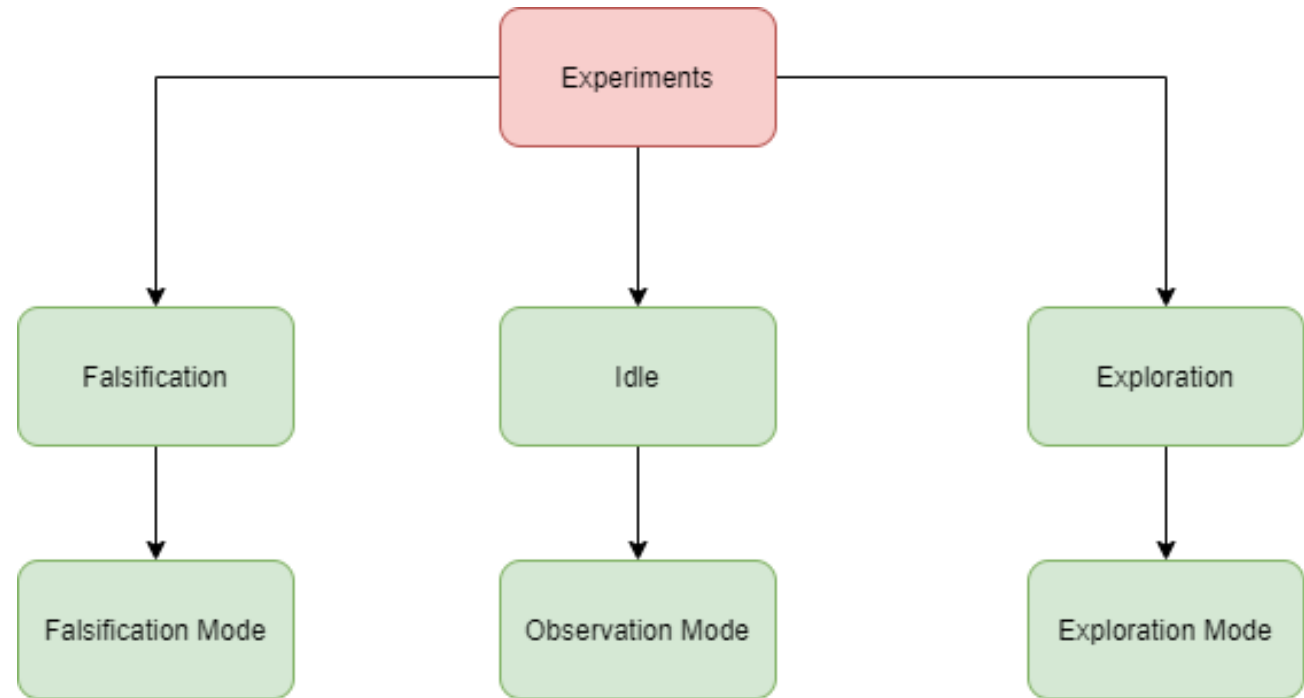 Experiments
Falsification
Idle
Exploration
Falsification Mode
Observation Mode
Exploration Mode